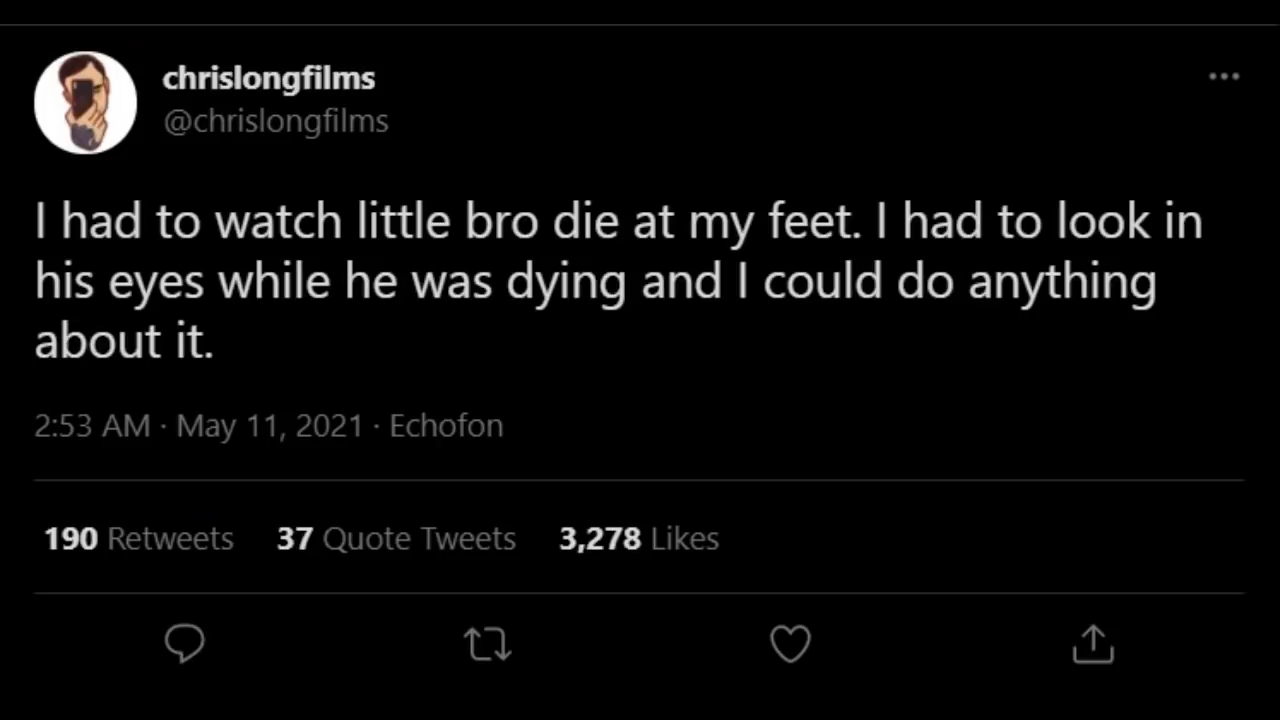 chrislongfilms
@chrislongfilms
I had to watch little bro die at my feet. I had to look in
his eyes while he was dying and I could do anything
about it.
2:53 AM · May 11, 2021 · Echofon
190 Retweets 37 Quote Tweets 3,278 Likes